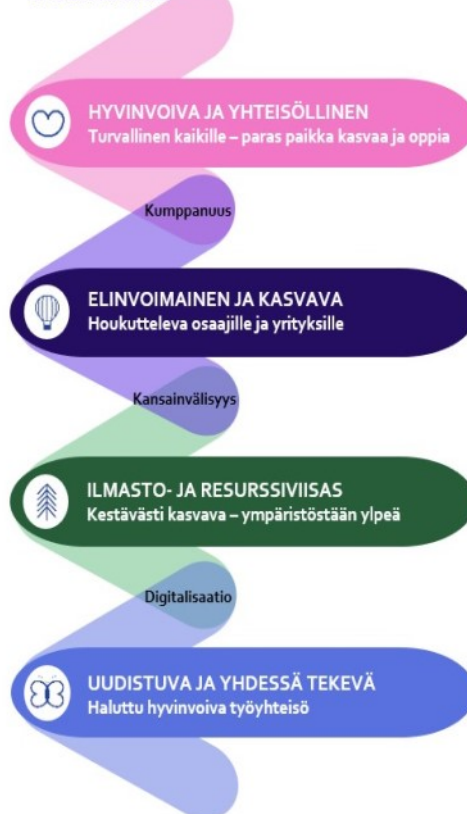 HYVINVOIVA JA YHTEISÖLLINEN
Turvallinen kaikille – paras paikka kasvaa ja oppia
Kumppanuus
ELINVOIMAINEN JA KASVAVA
Houkutteleva osaajille ja yrityksille
Kansainvälisyys
ILMASTO- JA RESURSSIVIISAS
Kestävästi kasvava – ympäristöstään ylpeä
Digitalisaatio
UUDISTUVA JA YHDESSÄ TEKEVÄ
Haluttu hyvinvoiva työyhteisö